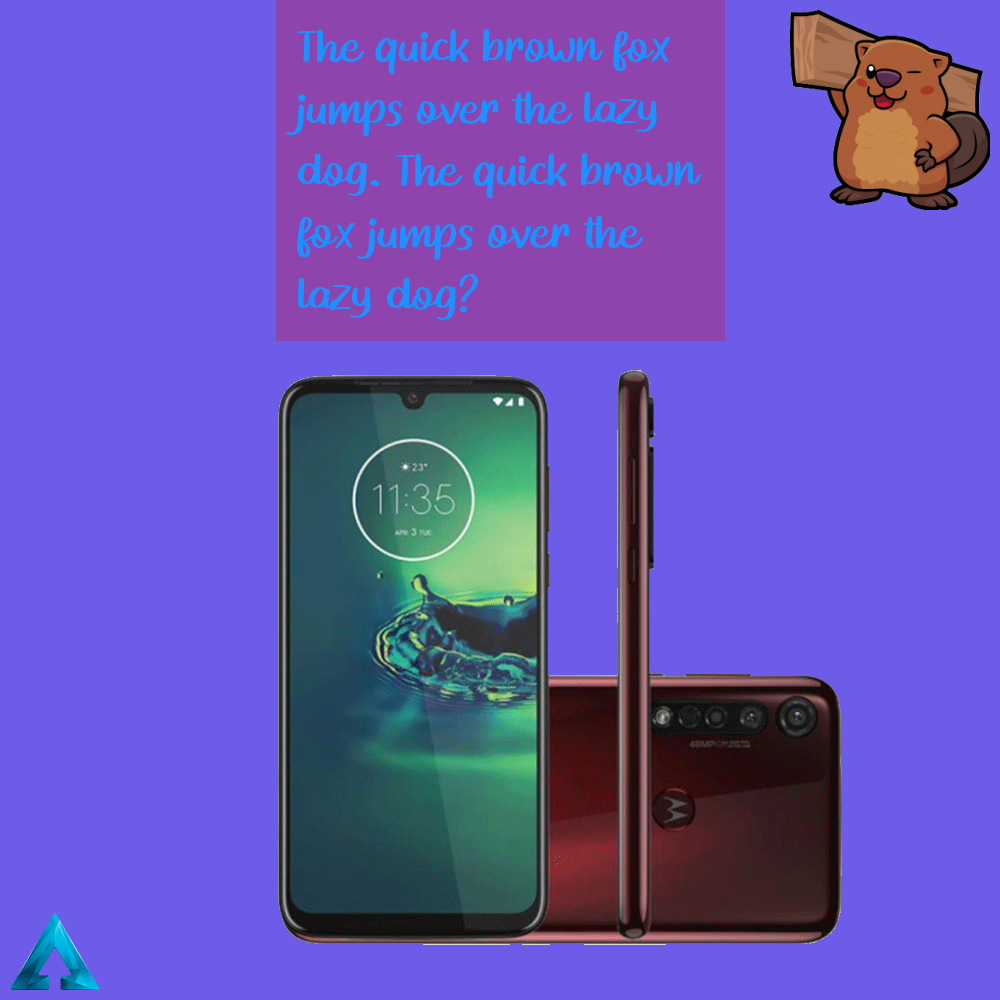 The quick brown fox
jumps over the lazy
dog. The quick brown
fox jumps over the
lazy dog?
23°
11:35
APR 3 TUE
48MP